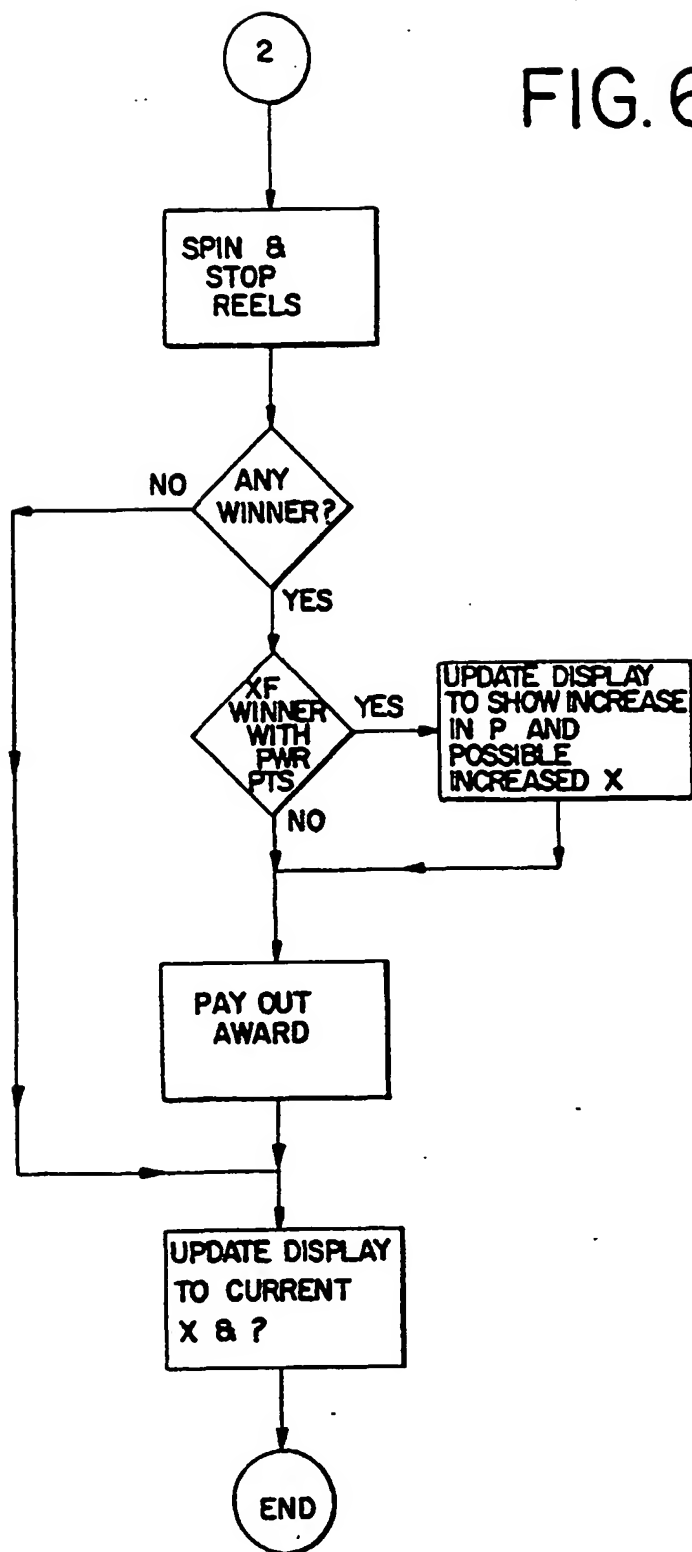 2
FIG. 6
SPIN &
STOP
REELS
ANY
WINNER?
NO
YES
XF
WINNER
WITH
PWR
PTS
YES
NO
UPDATE DISPLAY
TO SHOW INCREASE
IN P AND
POSSIBLE
INCREASED X
PAY OUT
AWARD
UPDATE DISPLAY
TO CURRENT
X & ?
END